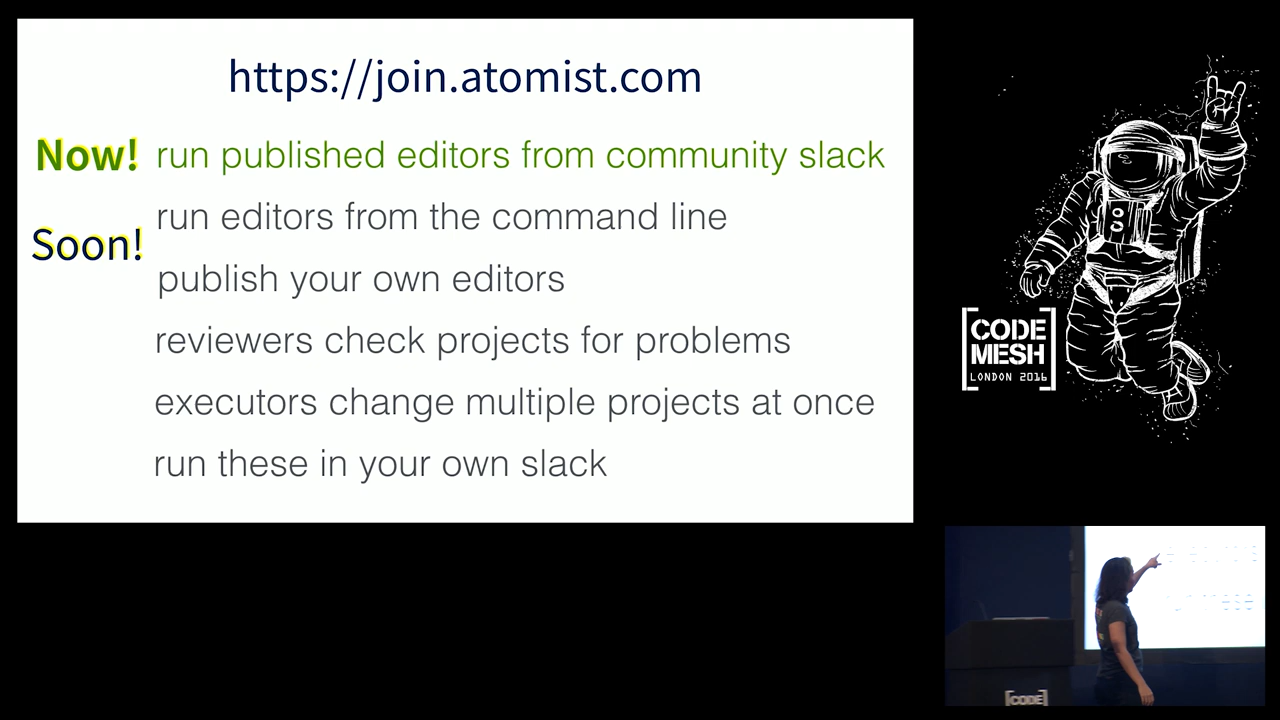 https://join.atomist.com
Now! run published editors from community slack
run editors from the command line
Soon!
publish your own editors
reviewers check projects for problems
executors change multiple projects at once
run these in your own slack
[CODE
MESH]
LONDON 2016
[CODE]